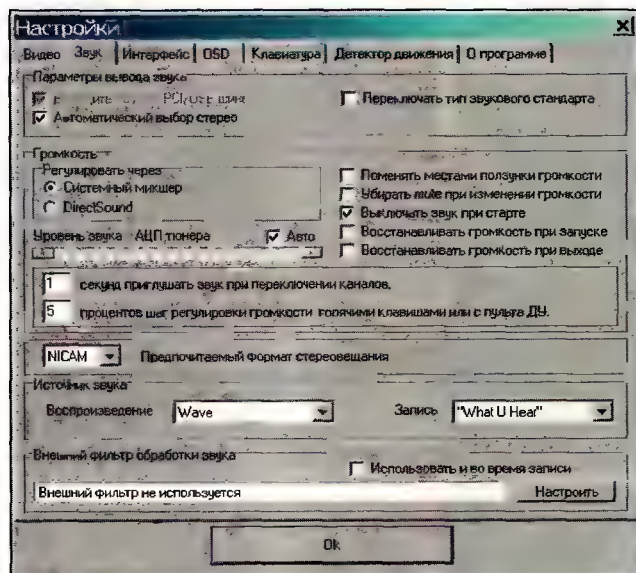 Настройки
Видео Звук Интерфейс OSD Клавиатура Детектор движения О программе
Параметры вывода звука
PCI шине
Переключать тип звукового стандарта
Автоматический выбор стерео
Громкость
Регулировать через
Системный микшер
DirectSound
Поменять местами ползунки громкости
Убирать mute при изменении громкости
Выключать звук при старте
Восстанавливать громкость при запуске
Восстанавливать громкость при выходе
Уровень звука АЦП тюнера Авто
1 секунд приглушать звук при переключении каналов.
5 процентов шаг регулировки громкости горячими клавишами или с пульта ДУ.
NICAM Предпочитаемый формат стереовещания
Источник звука
Воспроизведение Wave Запись "What U Hear"
Внешний фильтр обработки звука
Использовать и во время записи
Внешний фильтр не используется Настроить
Ok